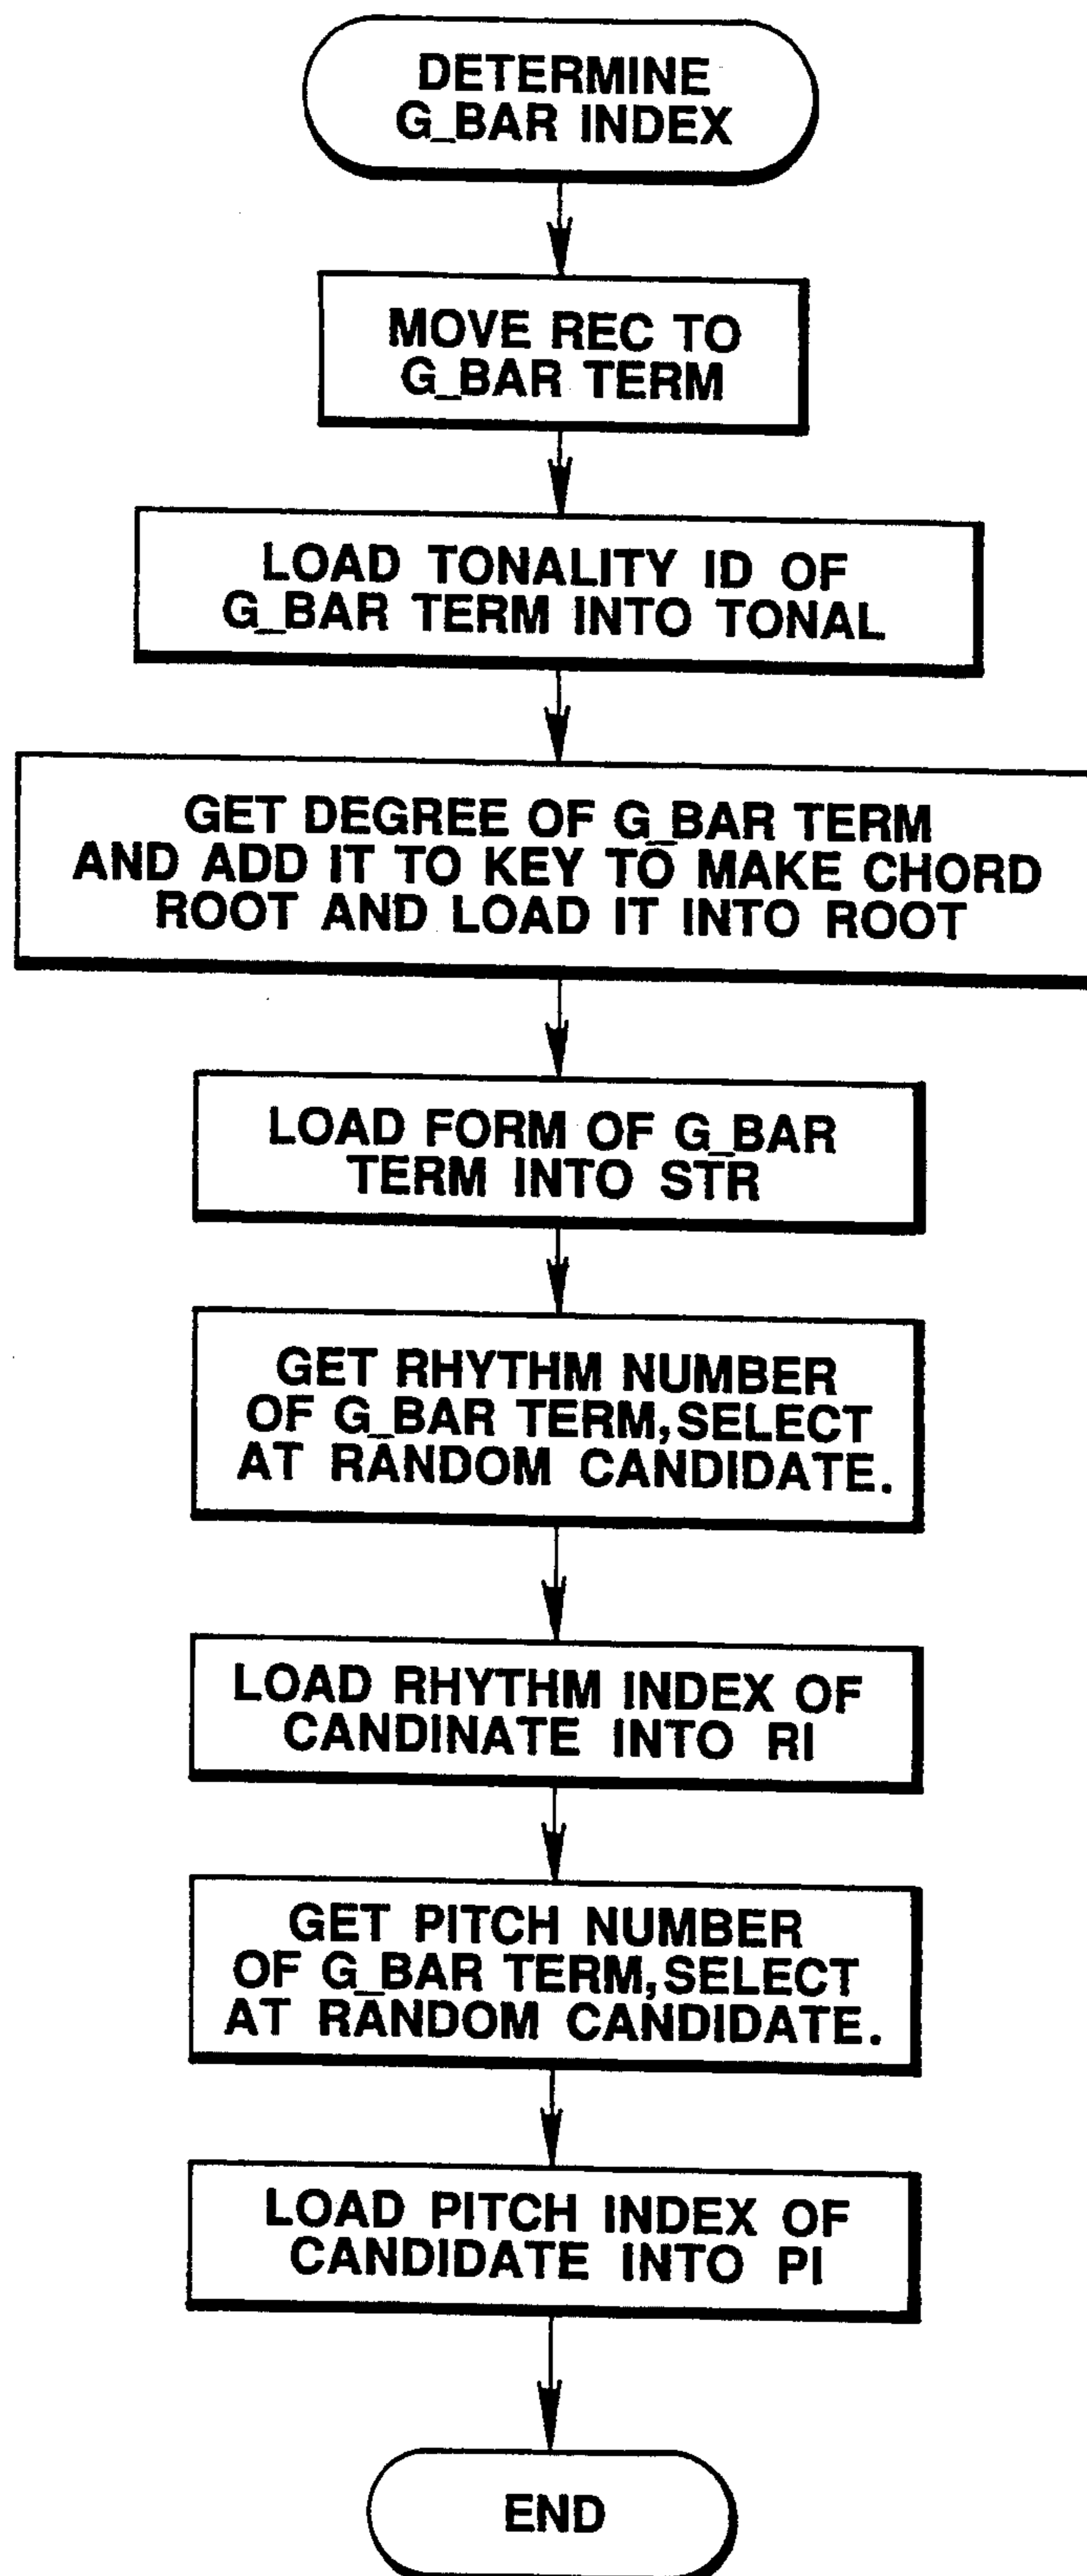 DETERMINE
G_BAR INDEX
MOVE REC TO
G_BAR TERM
LOAD TONALITY ID OF
G_BAR TERM INTO TONAL
GET DEGREE OF G_BAR TERM
AND ADD IT TO KEY TO MAKE CHORD
ROOT AND LOAD IT INTO ROOT
LOAD FORM OF G_BAR
TERM INTO STR
GET RHYTHM NUMBER
OF G_BAR TERM,SELECT
AT RANDOM CANDIDATE.
LOAD RHYTHM INDEX OF
CANDINATE INTO RI
GET PITCH NUMBER
OF G_BAR TERM,SELECT
AT RANDOM CANDIDATE.
LOAD PITCH INDEX OF
CANDIDATE INTO PI
END